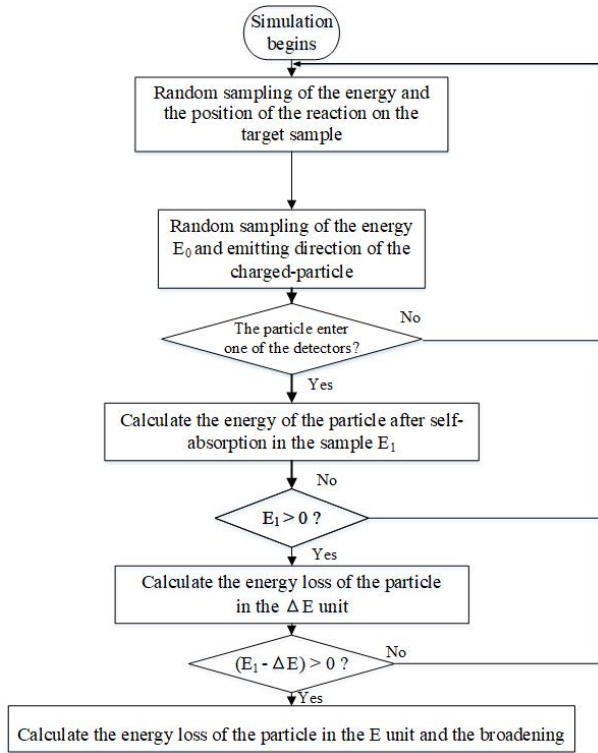 Simulation
begins
Random sampling of the energy and
the position of the reaction on the
target sample
Random sampling of the energy
E₀ and emitting direction of the
charged-particle
No
The particle enter
one of the detectors?
Yes
Calculate the energy of the particle after self-
absorption in the sample E₁
No
E₁ > 0 ?
Yes
Calculate the energy loss of the particle
in the ΔE unit
No
(E₁ - ΔE) > 0 ?
Yes
Calculate the energy loss of the particle in the E unit and the broadening